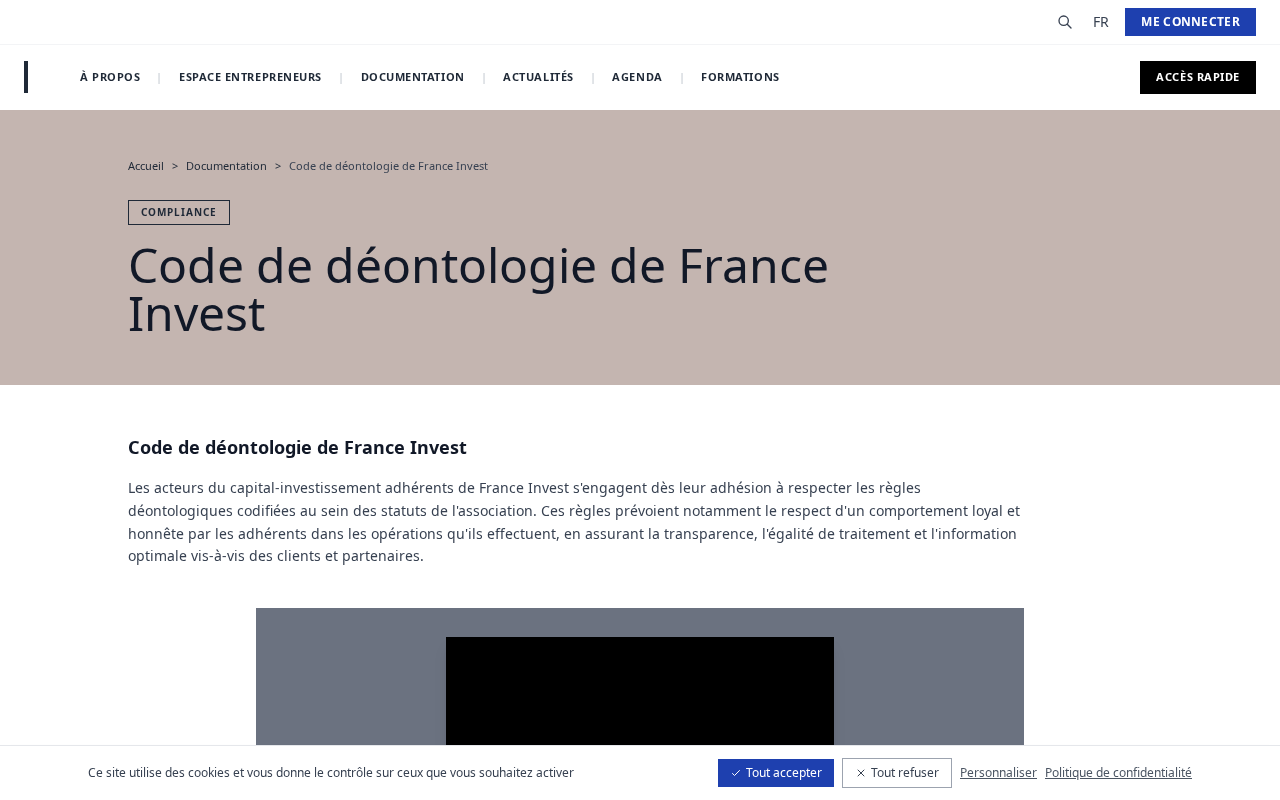 FR
ME CONNECTER
À PROPOS | ESPACE ENTREPRENEURS | DOCUMENTATION | ACTUALITÉS | AGENDA | FORMATIONS
ACCÈS RAPIDE
Accueil > Documentation > Code de déontologie de France Invest
COMPLIANCE
Code de déontologie de France
Invest
Code de déontologie de France Invest
Les acteurs du capital-investissement adhérents de France Invest s'engagent dès leur adhésion à respecter les règles
déontologiques codifiées au sein des statuts de l'association. Ces règles prévoient notamment le respect d'un comportement loyal et
honnête par les adhérents dans les opérations qu'ils effectuent, en assurant la transparence, l'égalité de traitement et l'information
optimale vis-à-vis des clients et partenaires.
Ce site utilise des cookies et vous donne le contrôle sur ceux que vous souhaitez activer
Tout accepter
Tout refuser
Personnaliser
Politique de confidentialité